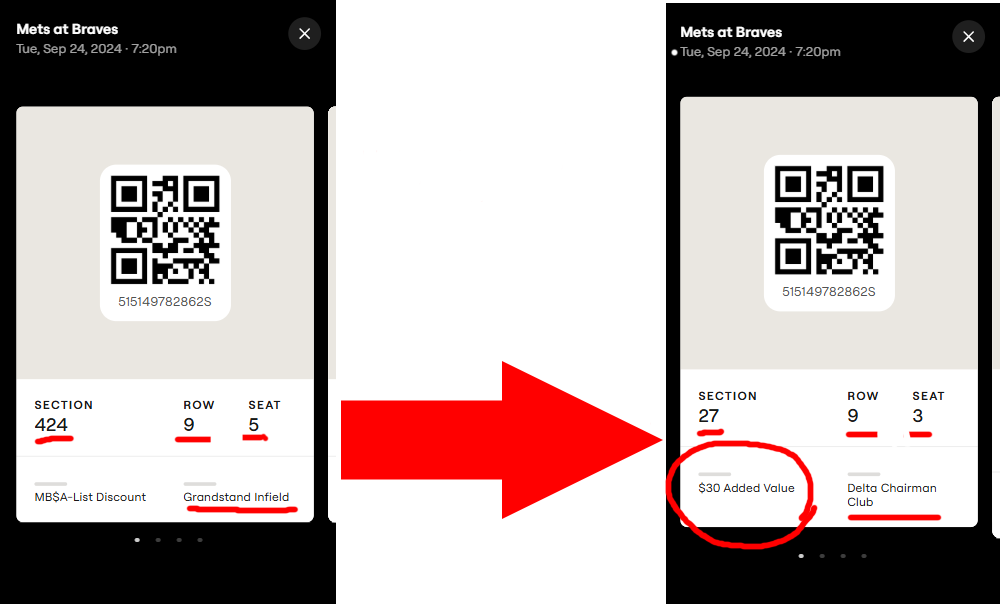 Mets at Braves
Tue, Sep 24, 2024 · 7:20pm
515149782862S
SECTION ROW SEAT
424 9 5
MB$A-List Discount Grandstand Infield
Mets at Braves
Tue, Sep 24, 2024 · 7:20pm
515149782862S
SECTION ROW SEAT
27 9 3
$30 Added Value Delta Chairman
Club